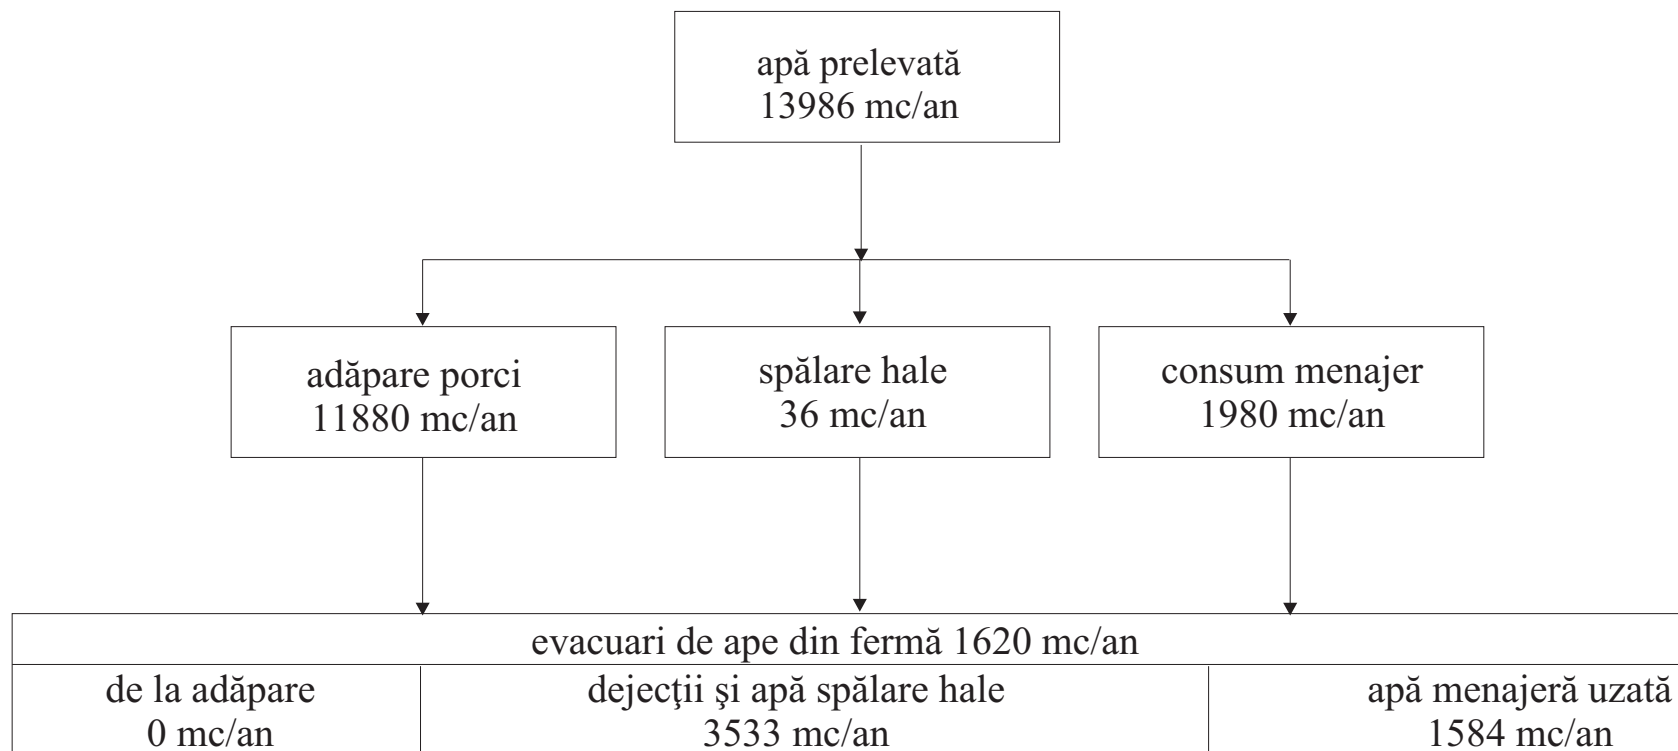 apă prelevată
13986 mc/an
adăpare porci
11880 mc/an
spălare hale
36 mc/an
consum menajer
1980 mc/an
evacuari de ape din fermă 1620 mc/an
de la adăpare
0 mc/an
dejecţii şi apă spălare hale
3533 mc/an
apă menajeră uzată
1584 mc/an